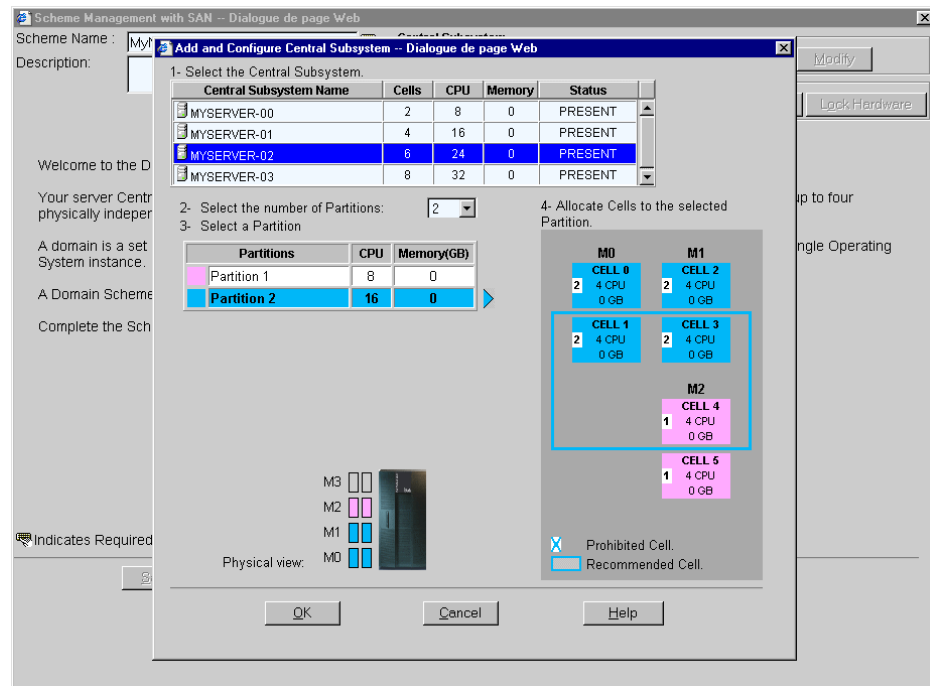 Scheme Management with SAN -- Dialogue de page Web
Scheme Name :
Description:
Modify
Lock Hardware
Welcome to the D
Your server Centr
up to four
physically indeper
A domain is a set
ngle Operating
System instance.
A Domain Scheme
Complete the Sch
Indicates Required
Add and Configure Central Subsystem -- Dialogue de page Web
1- Select the Central Subsystem.
Central Subsystem Name Cells CPU Memory Status
MYSERVER-00 2 8 0 PRESENT
MYSERVER-01 4 16 0 PRESENT
MYSERVER-02 6 24 0 PRESENT
MYSERVER-03 8 32 0 PRESENT
2- Select the number of Partitions: 2
3- Select a Partition
Partitions CPU Memory(GB)
Partition 1 8 0
Partition 2 16 0
4- Allocate Cells to the selected
Partition.
M0 M1
CELL 0 CELL 2
2 4 CPU 2 4 CPU
0 GB 0 GB
CELL 1 CELL 3
2 4 CPU 2 4 CPU
0 GB 0 GB
M2
CELL 4
1 4 CPU
0 GB
CELL 5
1 4 CPU
0 GB
X Prohibited Cell.
Recommended Cell.
M3
M2
M1
Physical view: M0
OK Cancel Help